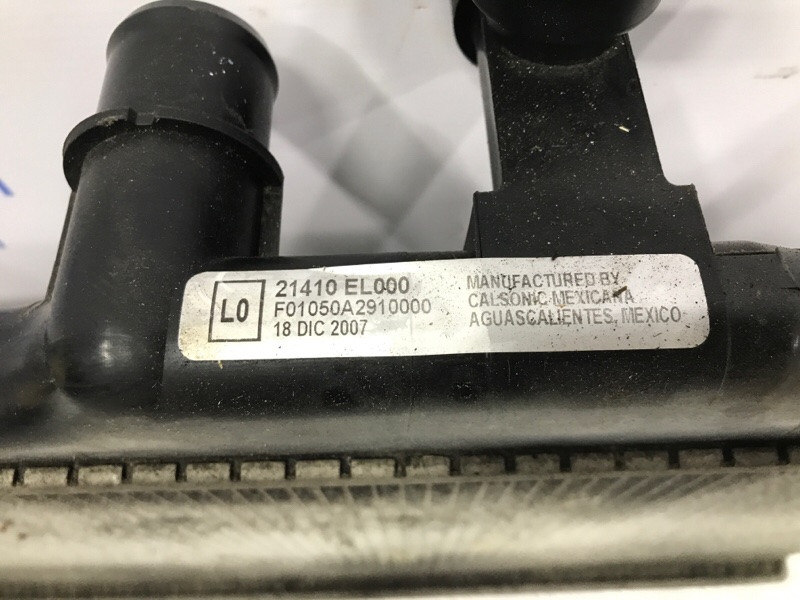 L0
21410 EL000
F01050A2910000
18 DIC 2007
MANUFACTURED BY
CALSONIC MEXICANA
AGUASCALIENTES, MEXICO